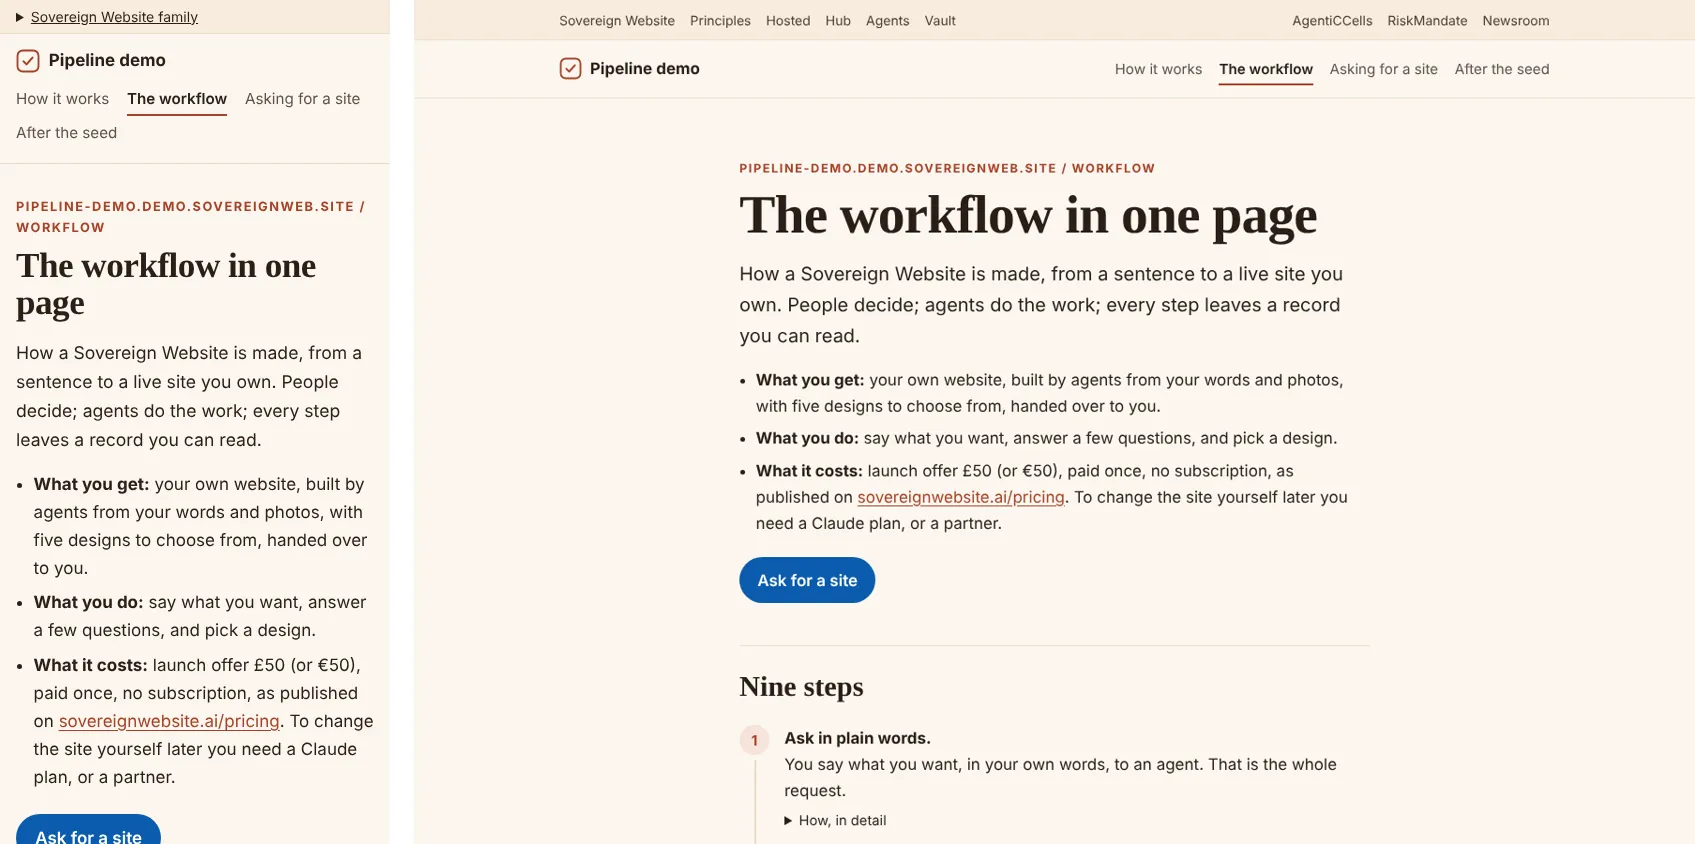 Sovereign Website family
Pipeline demo
How it works The workflow Asking for a site
After the seed
PIPELINE-DEMO.DEMO.SOVEREIGNWEB.SITE /
WORKFLOW
The workflow in one
page
How a Sovereign Website is made, from a
sentence to a live site you own. People
decide; agents do the work; every step
leaves a record you can read.
• What you get: your own website, built by
agents from your words and photos, with
five designs to choose from, handed over
to you.
• What you do: say what you want, answer
a few questions, and pick a design.
• What it costs: launch offer £50 (or €50),
paid once, no subscription, as published
on sovereignwebsite.ai/pricing. To change
the site yourself later you need a Claude
plan, or a partner.
Ask for a site
Sovereign Website Principles Hosted Hub Agents Vault AgentiCCells RiskMandate Newsroom
Pipeline demo How it works The workflow Asking for a site After the seed
PIPELINE-DEMO.DEMO.SOVEREIGNWEB.SITE / WORKFLOW
The workflow in one page
How a Sovereign Website is made, from a sentence to a live site you
own. People decide; agents do the work; every step leaves a record
you can read.
• What you get: your own website, built by agents from your words and photos,
with five designs to choose from, handed over to you.
• What you do: say what you want, answer a few questions, and pick a design.
• What it costs: launch offer £50 (or €50), paid once, no subscription, as
published on sovereignwebsite.ai/pricing. To change the site yourself later you
need a Claude plan, or a partner.
Ask for a site
Nine steps
1 Ask in plain words.
You say what you want, in your own words, to an agent. That is the whole
request.
How, in detail